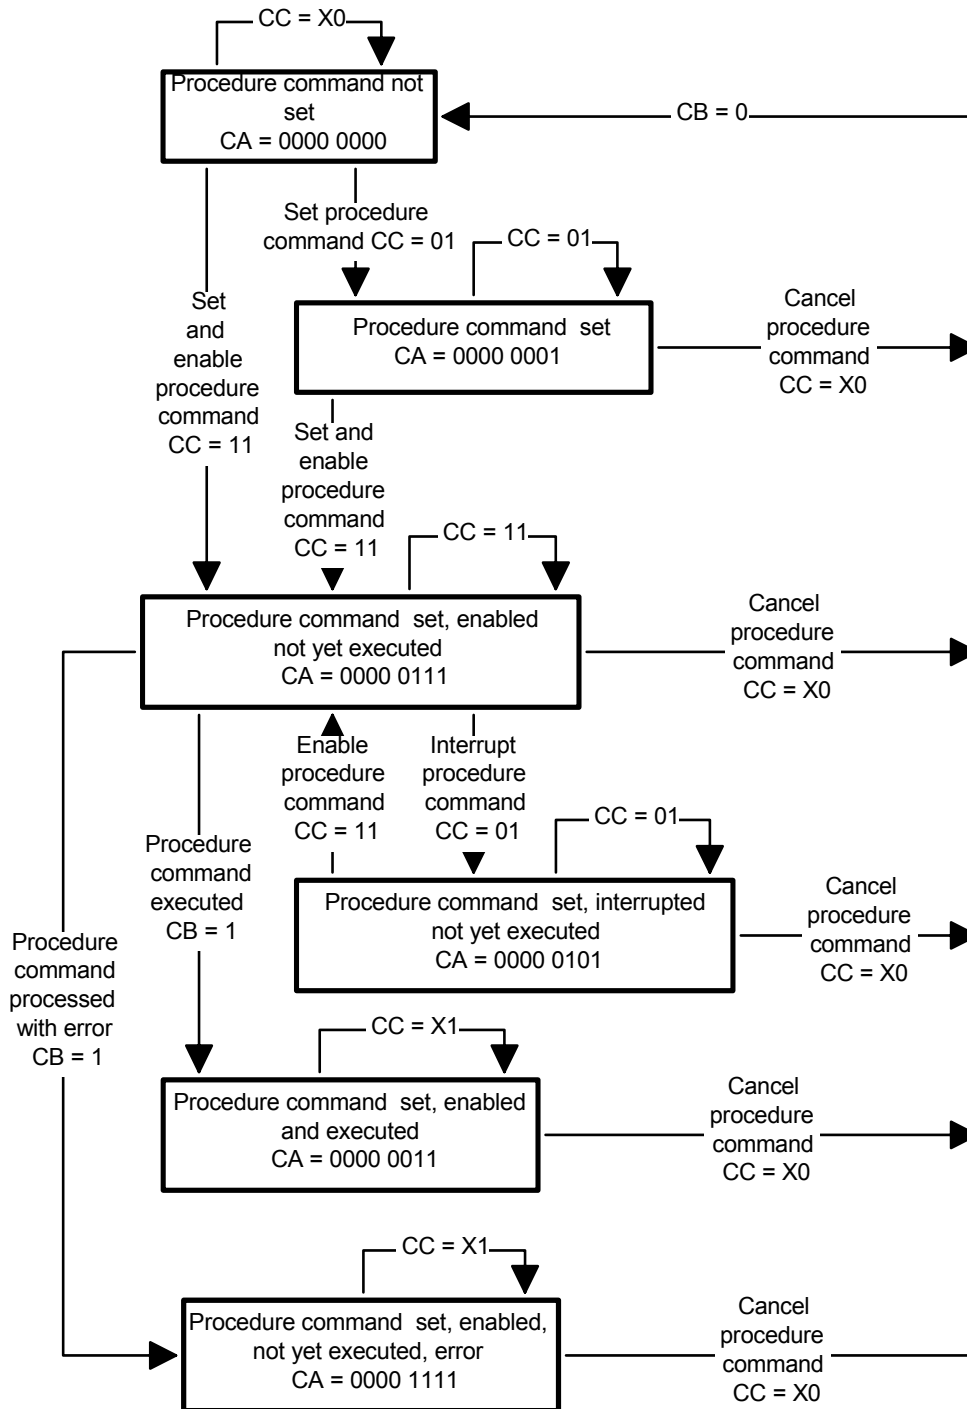 CC = X0
Procedure command not
set
CA = 0000 0000
CB = 0
Set procedure
command CC = 01
CC = 01
Set
and
enable
procedure
command
CC = 11
Procedure command set
CA = 0000 0001
Cancel
procedure
command
CC = X0
Set and
enable
procedure
command
CC = 11
CC = 11
Procedure command set, enabled
not yet executed
CA = 0000 0111
Cancel
procedure
command
CC = X0
Enable
procedure
command
CC = 11
Interrupt
procedure
command
CC = 01
CC = 01
Procedure
command
executed
CB = 1
Procedure command set, interrupted
not yet executed
CA = 0000 0101
Cancel
procedure
command
CC = X0
Procedure
command
processed
with error
CB = 1
CC = X1
Procedure command set, enabled
and executed
CA = 0000 0011
Cancel
procedure
command
CC = X0
CC = X1
Procedure command set, enabled,
not yet executed, error
CA = 0000 1111
Cancel
procedure
command
CC = X0